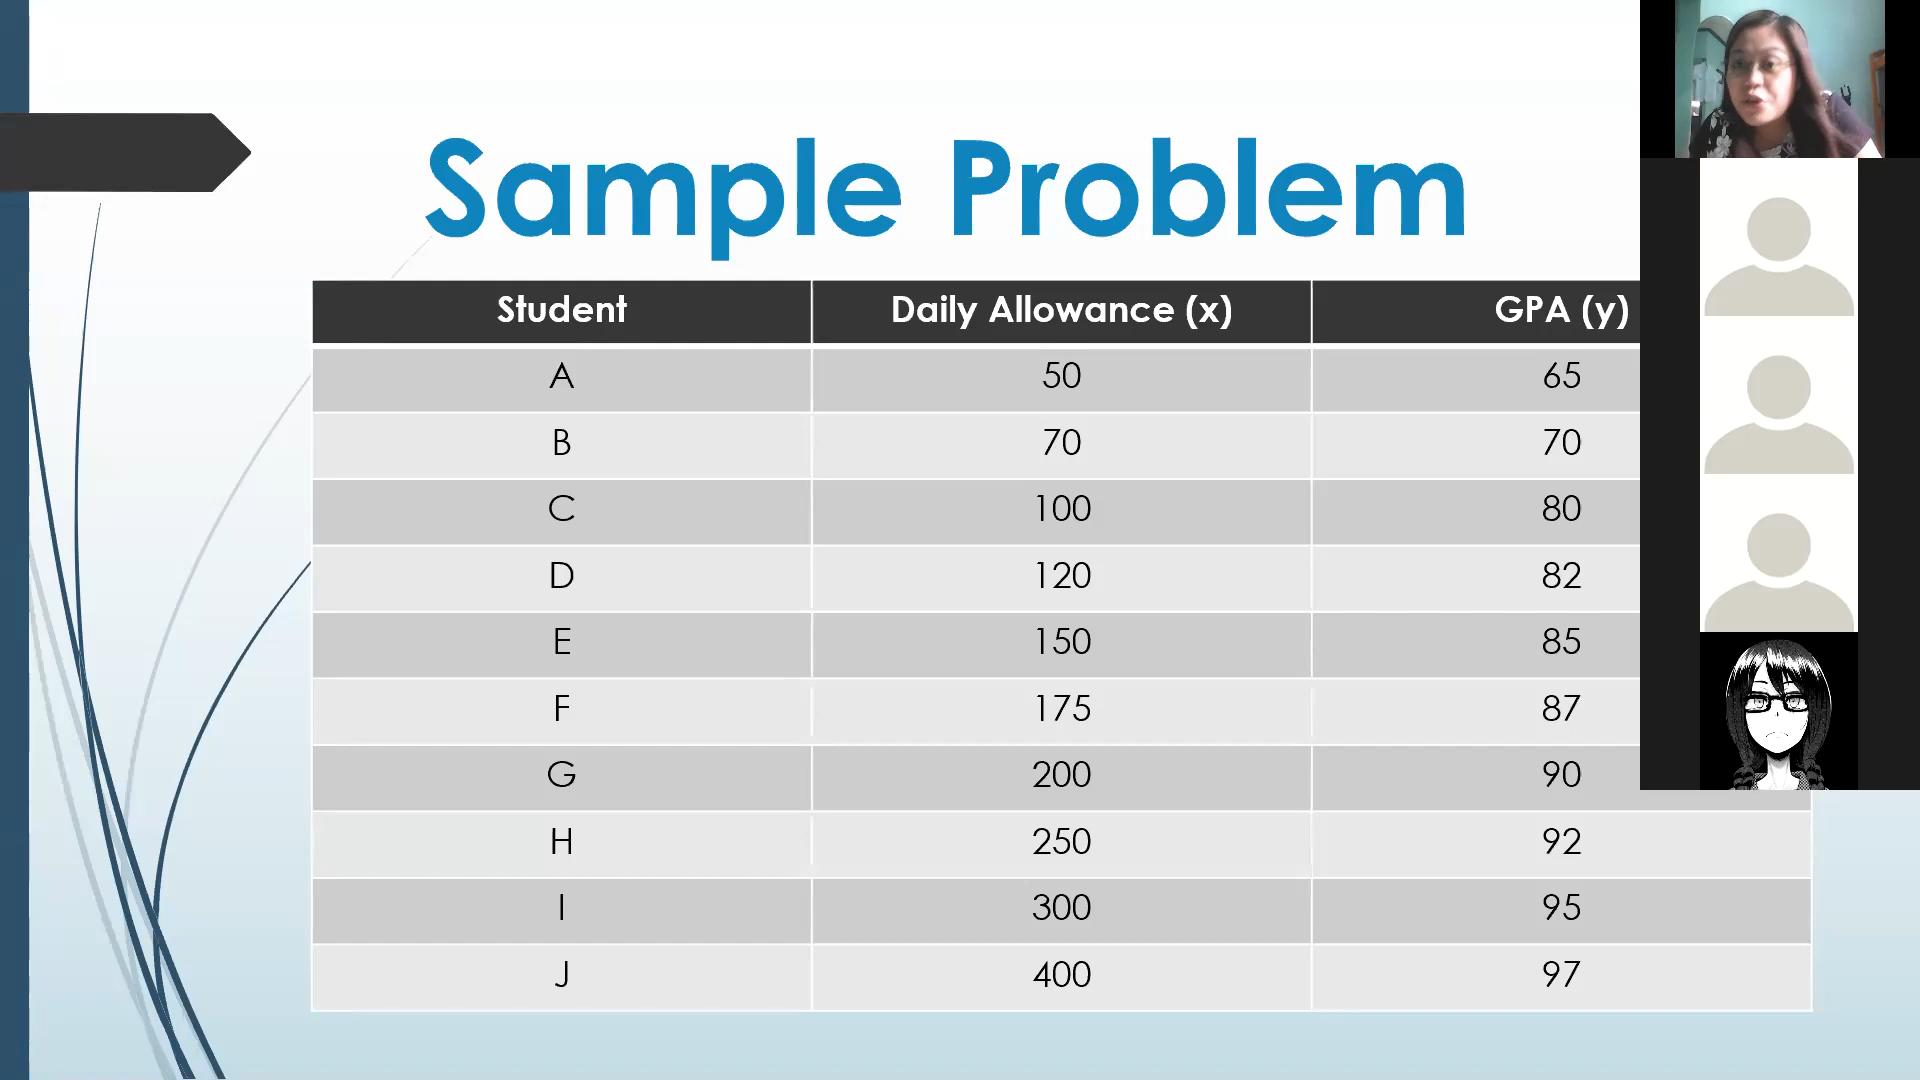 Sample Problem
Student Daily Allowance (x) GPA (y)
A 50 65
B 70 70
C 100 80
D 120 82
E 150 85
F 175 87
G 200 90
H 250 92
I 300 95
J 400 97